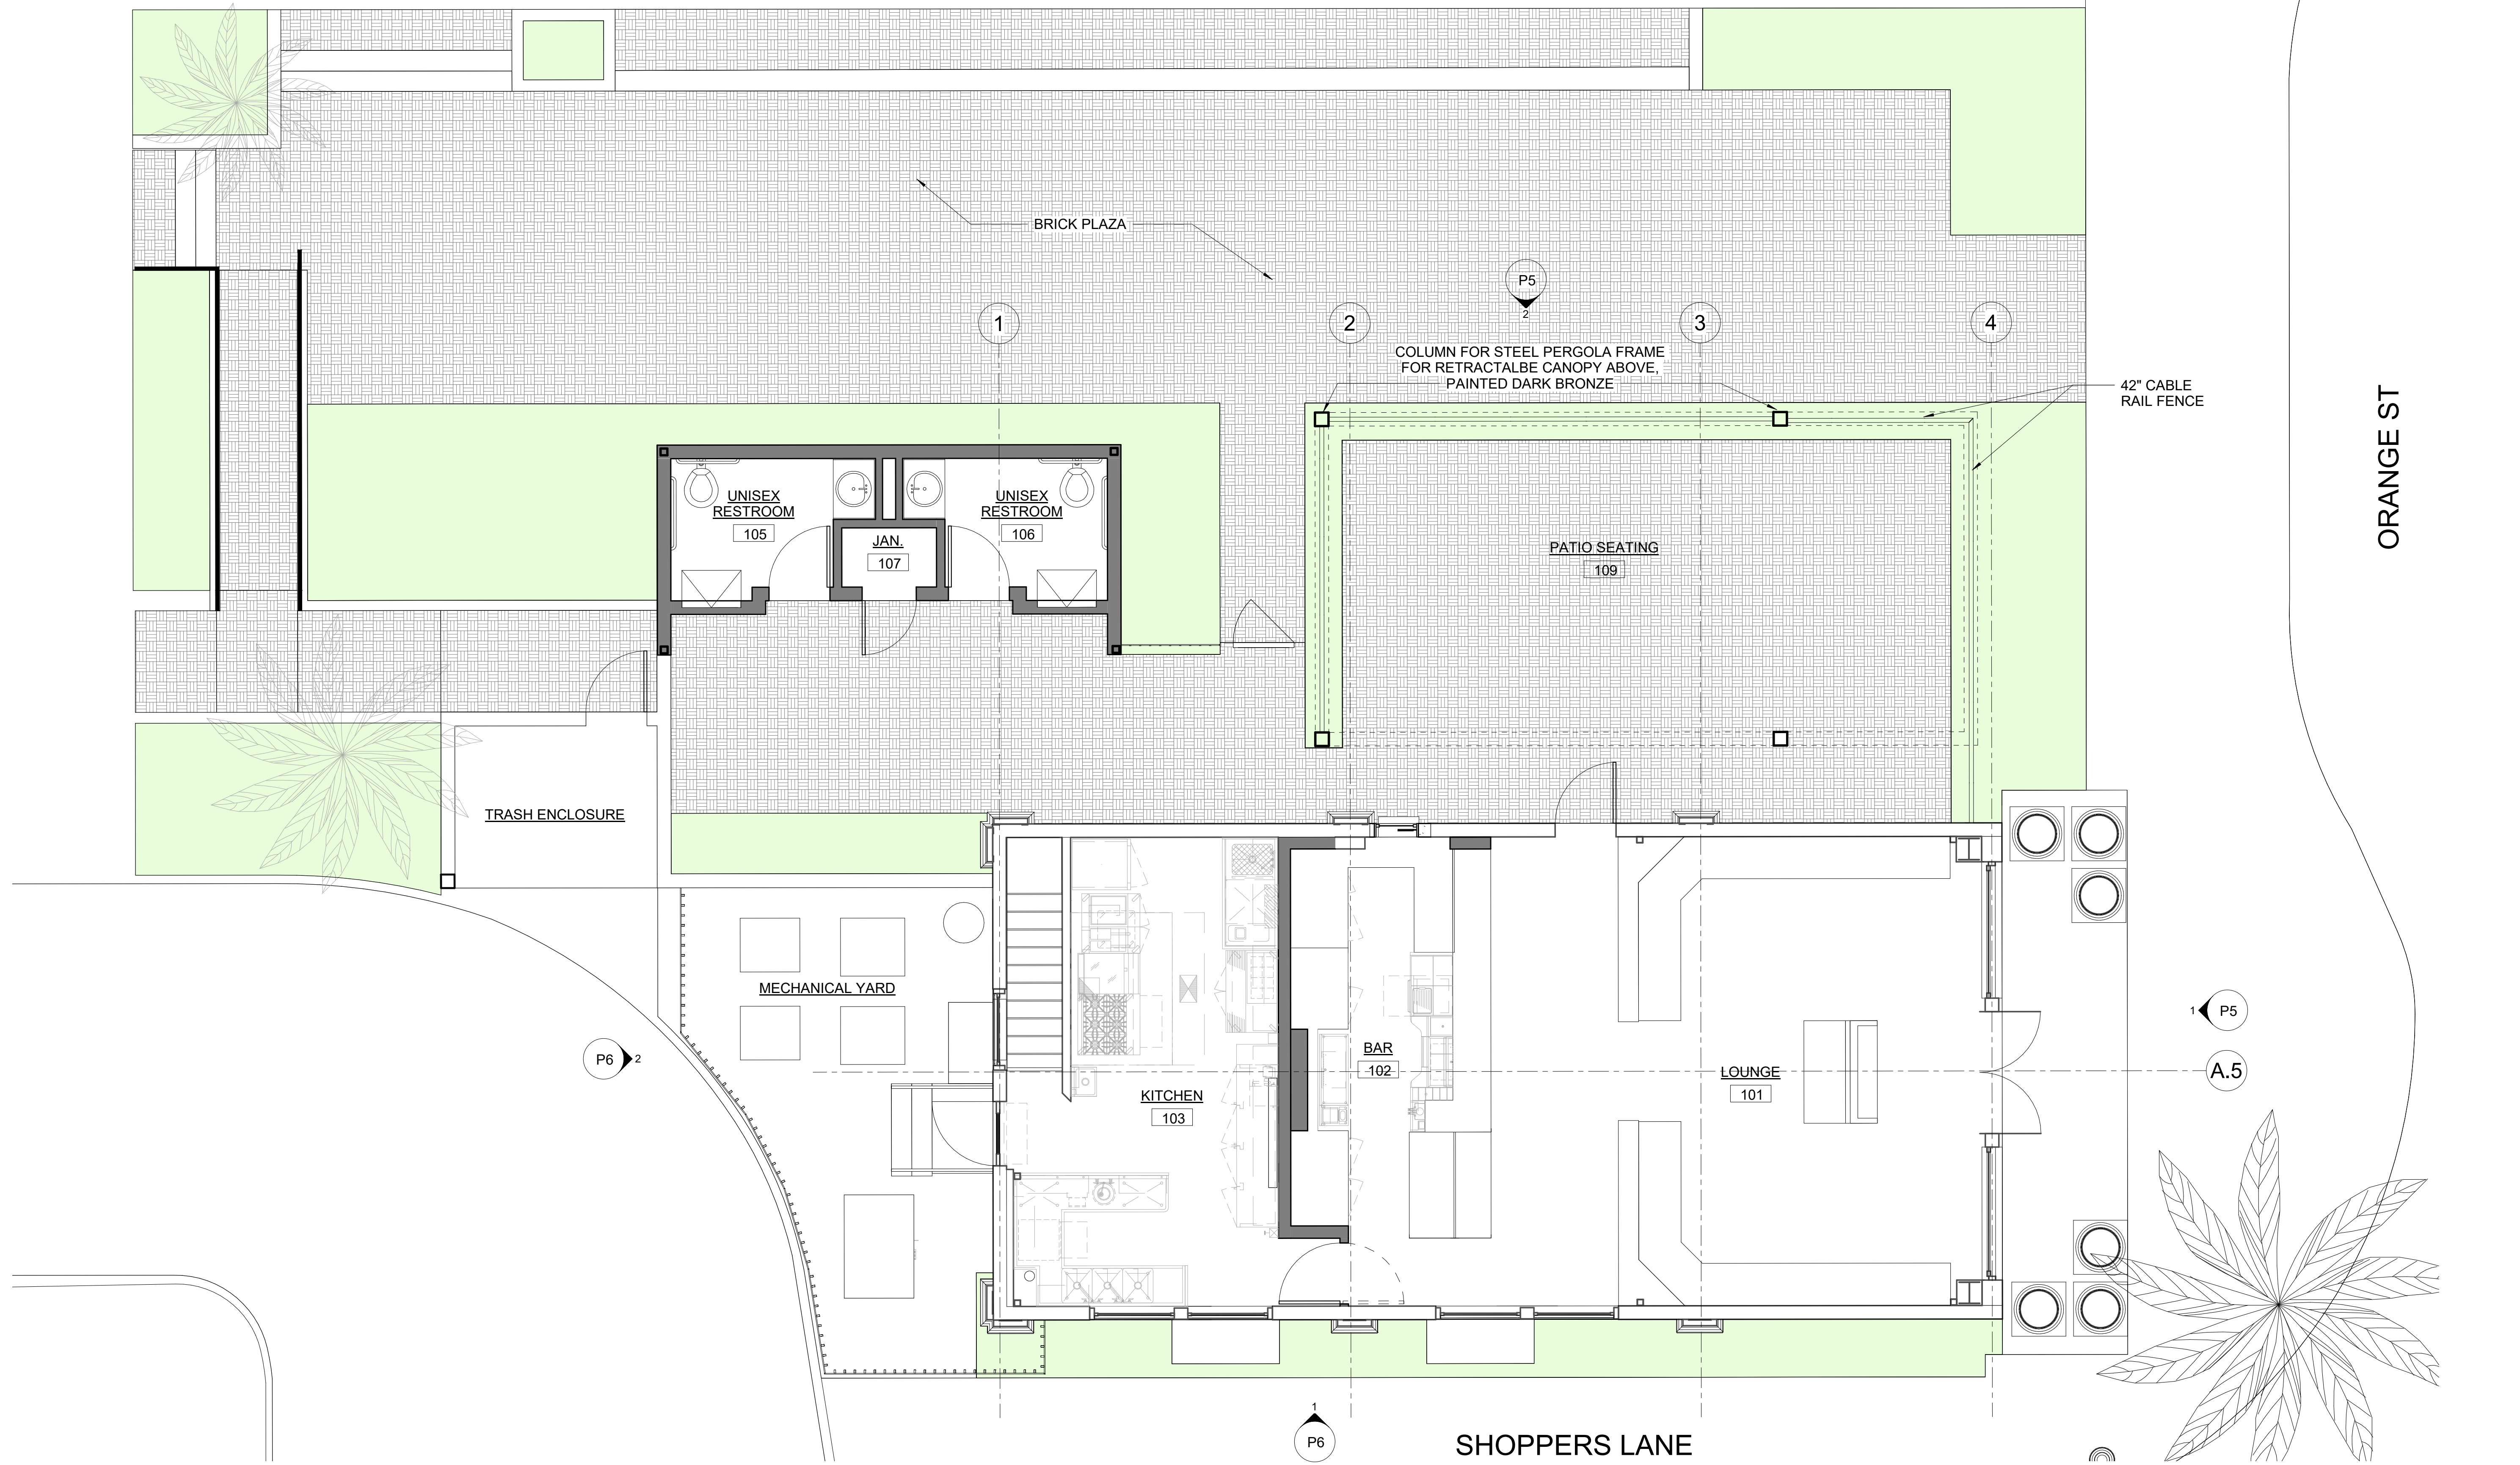 BRICK PLAZA
P5
2
1
2
3
4
COLUMN FOR STEEL PERGOLA FRAME
FOR RETRACTALBE CANOPY ABOVE,
PAINTED DARK BRONZE
42" CABLE
RAIL FENCE
ORANGE ST
UNISEX
RESTROOM
105
JAN.
107
UNISEX
RESTROOM
106
PATIO SEATING
109
TRASH ENCLOSURE
MECHANICAL YARD
P6
2
KITCHEN
103
BAR
102
LOUNGE
101
1
P5
A.5
1
P6
SHOPPERS LANE